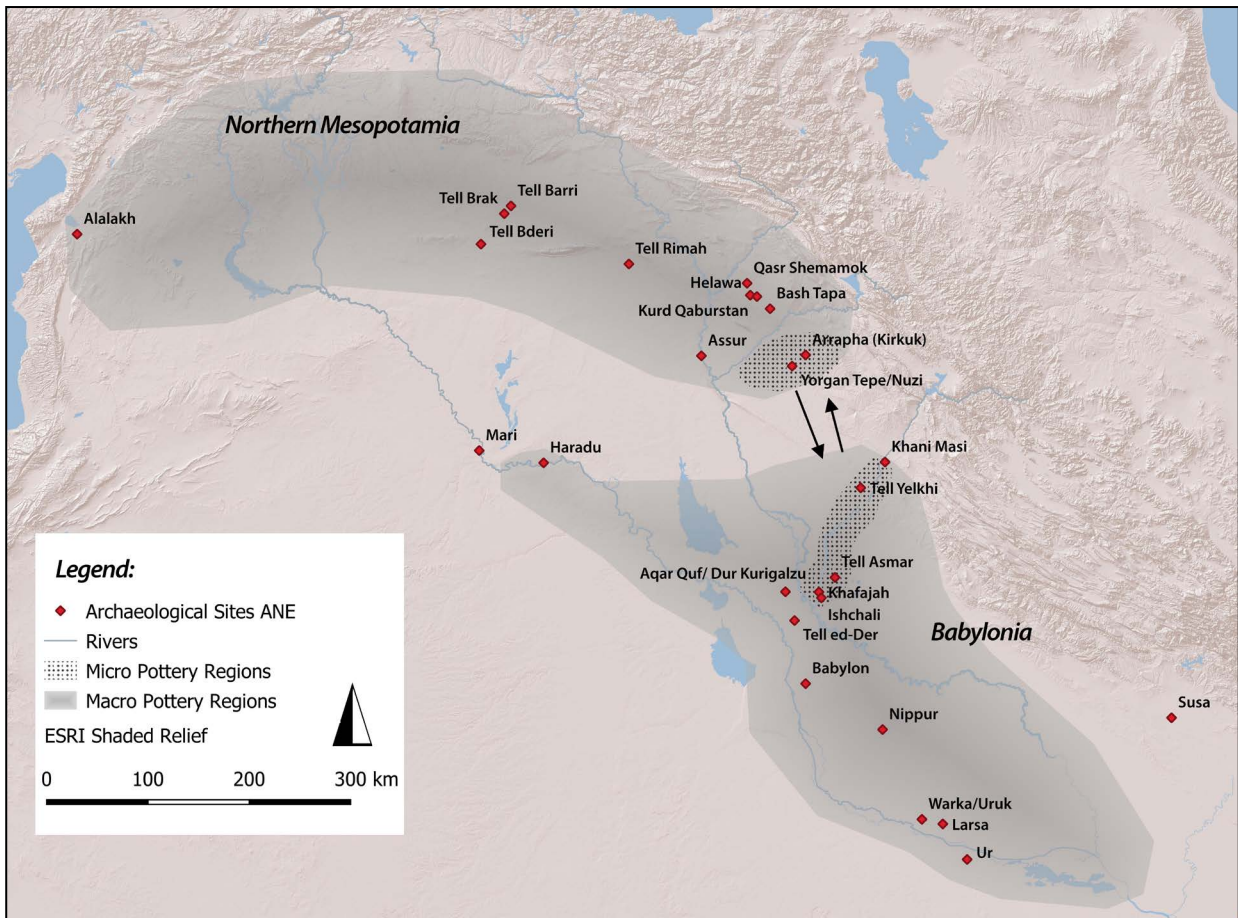 Northern Mesopotamia
Tell Barri
Tell Brak
Alalakh
Tell Bderi
Tell Rimah
Qasr Shemamok
Helawa
Bash Tapa
Kurd Qaburstan
Assur
Arrapha (Kirkuk)
Yorgan Tepe/Nuzi
Mari
Haradu
Khani Masi
Tell Yelkhi
Tell Asmar
Aqar Quf/ Dur Kurigalzu
Khafajah
Ishchali
Tell ed-Der
Babylonia
Babylon
Susa
Nippur
Warka/Uruk
Larsa
Ur
Legend:
Archaeological Sites ANE
Rivers
Micro Pottery Regions
Macro Pottery Regions
ESRI Shaded Relief
0 100 200 300 km